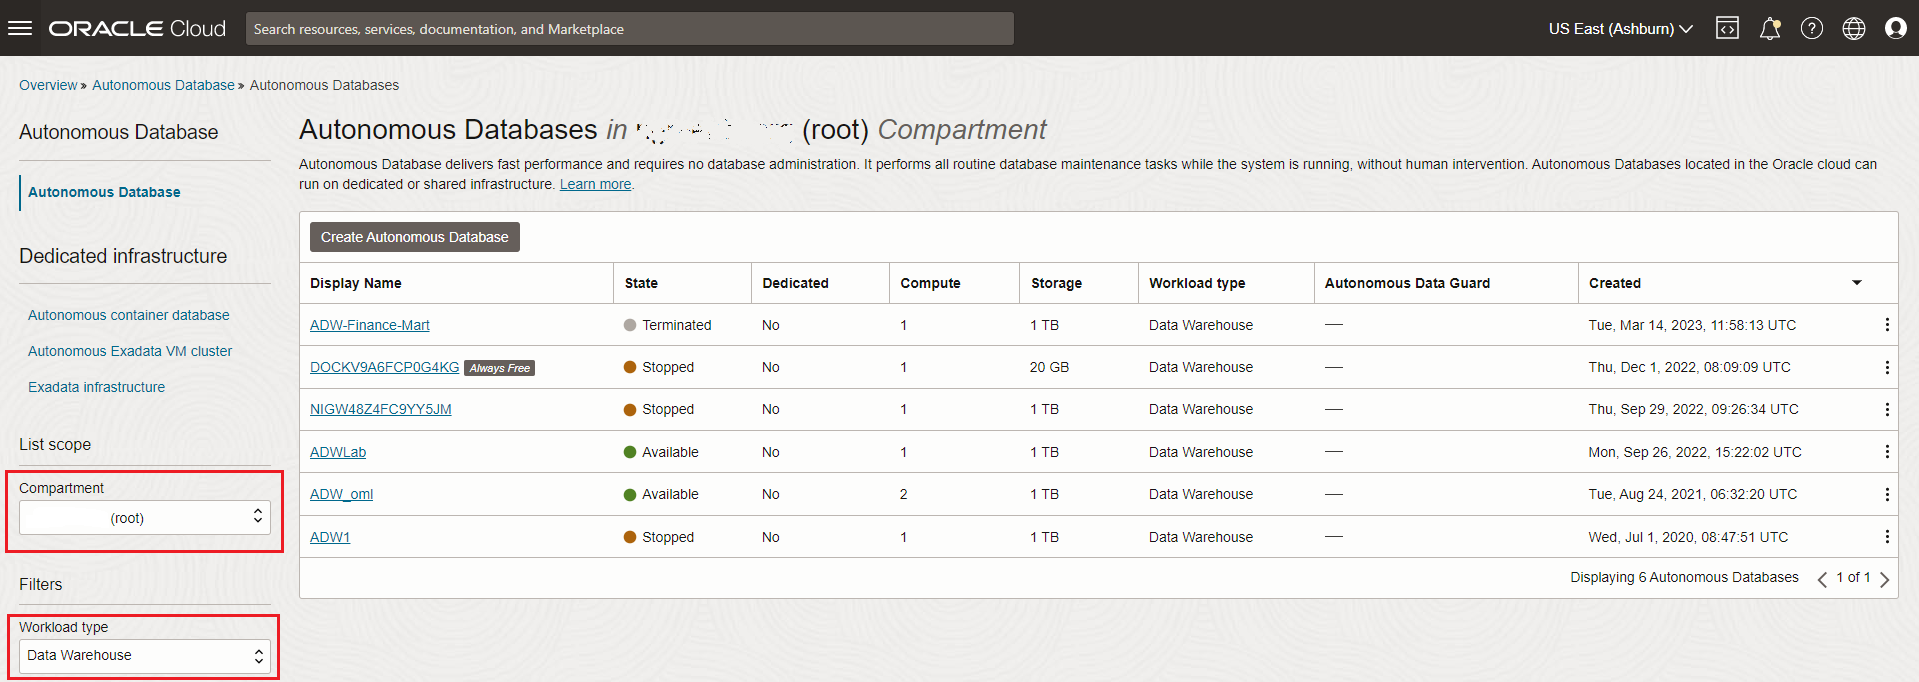 ORACLE Cloud
Search resources, services, documentation, and Marketplace
US East (Ashburn)
Overview » Autonomous Database » Autonomous Databases
Autonomous Database
Autonomous Database
Dedicated infrastructure
Autonomous container database
Autonomous Exadata VM cluster
Exadata infrastructure
List scope
Compartment
(root)
Filters
Workload type
Data Warehouse
Autonomous Databases in (root) Compartment
Autonomous Database delivers fast performance and requires no database administration. It performs all routine database maintenance tasks while the system is running, without human intervention. Autonomous Databases located in the Oracle cloud can
run on dedicated or shared infrastructure. Learn more.
Create Autonomous Database
Display Name State Dedicated Compute Storage Workload type Autonomous Data Guard Created
ADW-Finance-Mart Terminated No 1 1 TB Data Warehouse — Tue, Mar 14, 2023, 11:58:13 UTC
DOCKV9A6FCP0G4KG Always Free Stopped No 1 20 GB Data Warehouse — Thu, Dec 1, 2022, 08:09:09 UTC
NIGW48Z4FC9YY5JM Stopped No 1 1 TB Data Warehouse — Thu, Sep 29, 2022, 09:26:34 UTC
ADWLab Available No 1 1 TB Data Warehouse — Mon, Sep 26, 2022, 15:22:02 UTC
ADW_oml Available No 2 1 TB Data Warehouse — Tue, Aug 24, 2021, 06:32:20 UTC
ADW1 Stopped No 1 1 TB Data Warehouse — Wed, Jul 1, 2020, 08:47:51 UTC
Displaying 6 Autonomous Databases < 1 of 1 >